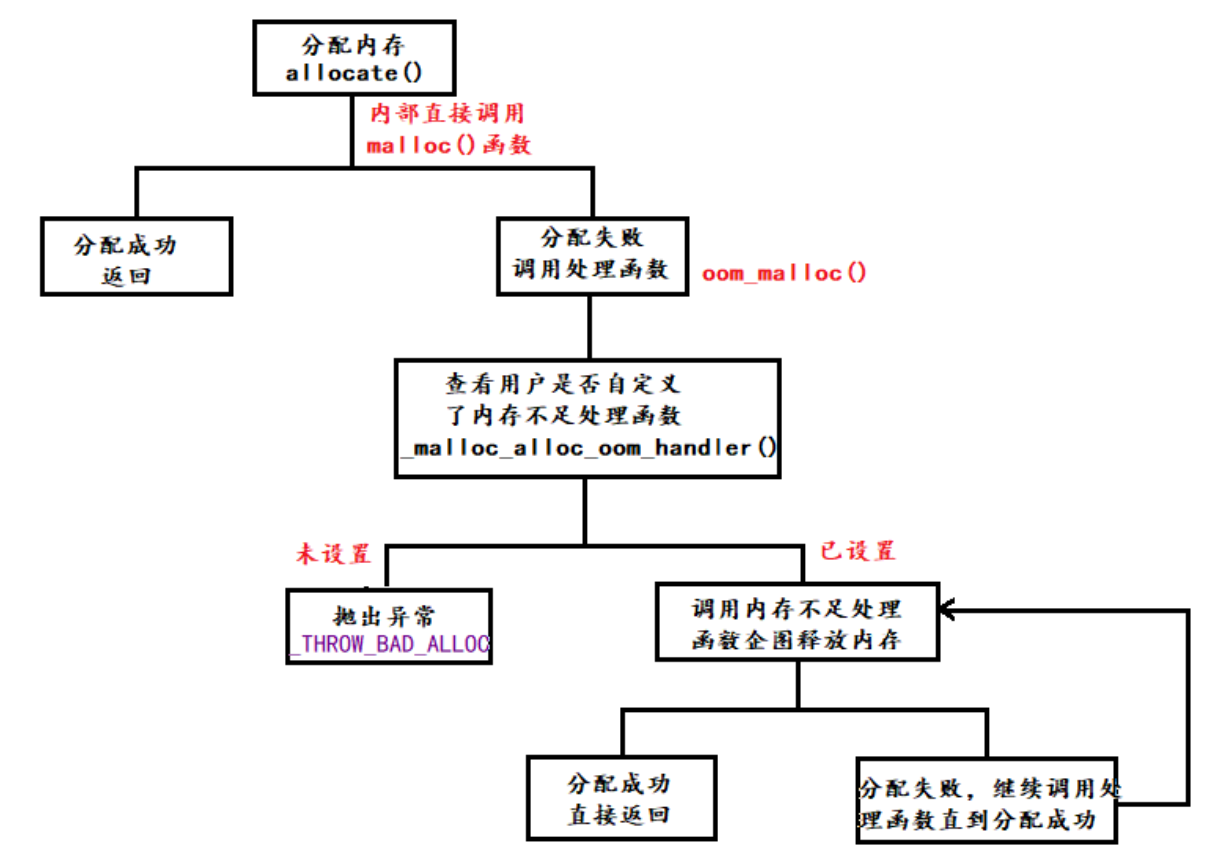 分配内存
allocate()
内部直接调用
malloc()函数
分配成功
返回
分配失败
调用处理函数
oom_malloc()
查看用户是否自定义
了内存不足处理函数
_malloc_alloc_oom_handler()
未设置
已设置
抛出异常
_THROW_BAD_ALLOC
调用内存不足处理
函数企图释放内存
分配成功
直接返回
分配失败，继续调用处
理函数直到分配成功